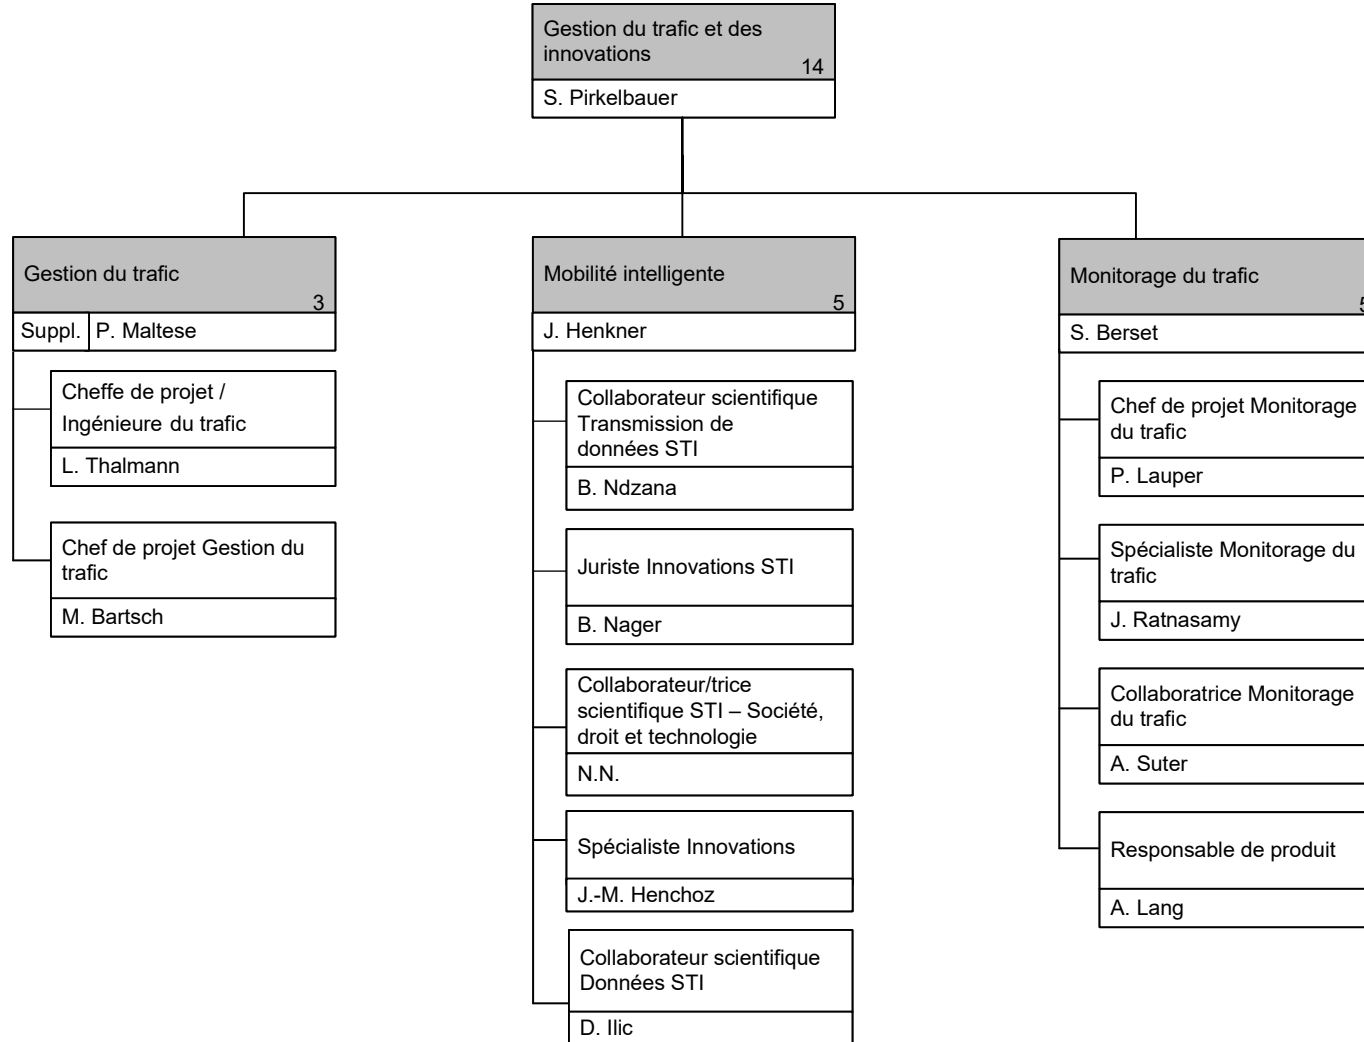 Gestion du trafic et des
innovations
14
S. Pirkelbauer
Gestion du trafic
3
Suppl. P. Maltese
Cheffe de projet /
Ingénieure du trafic
L. Thalmann
Chef de projet Gestion du
trafic
M. Bartsch
Mobilité intelligente
5
J. Henkner
Collaborateur scientifique
Transmission de
données STI
B. Ndzana
Juriste Innovations STI
B. Nager
Collaborateur/trice
scientifique STI – Société,
droit et technologie
N.N.
Spécialiste Innovations
J.-M. Henchoz
Collaborateur scientifique
Données STI
D. Ilic
Monitorage du trafic
5
S. Berset
Chef de projet Monitorage
du trafic
P. Lauper
Spécialiste Monitorage du
trafic
J. Ratnasamy
Collaboratrice Monitorage
du trafic
A. Suter
Responsable de produit
A. Lang